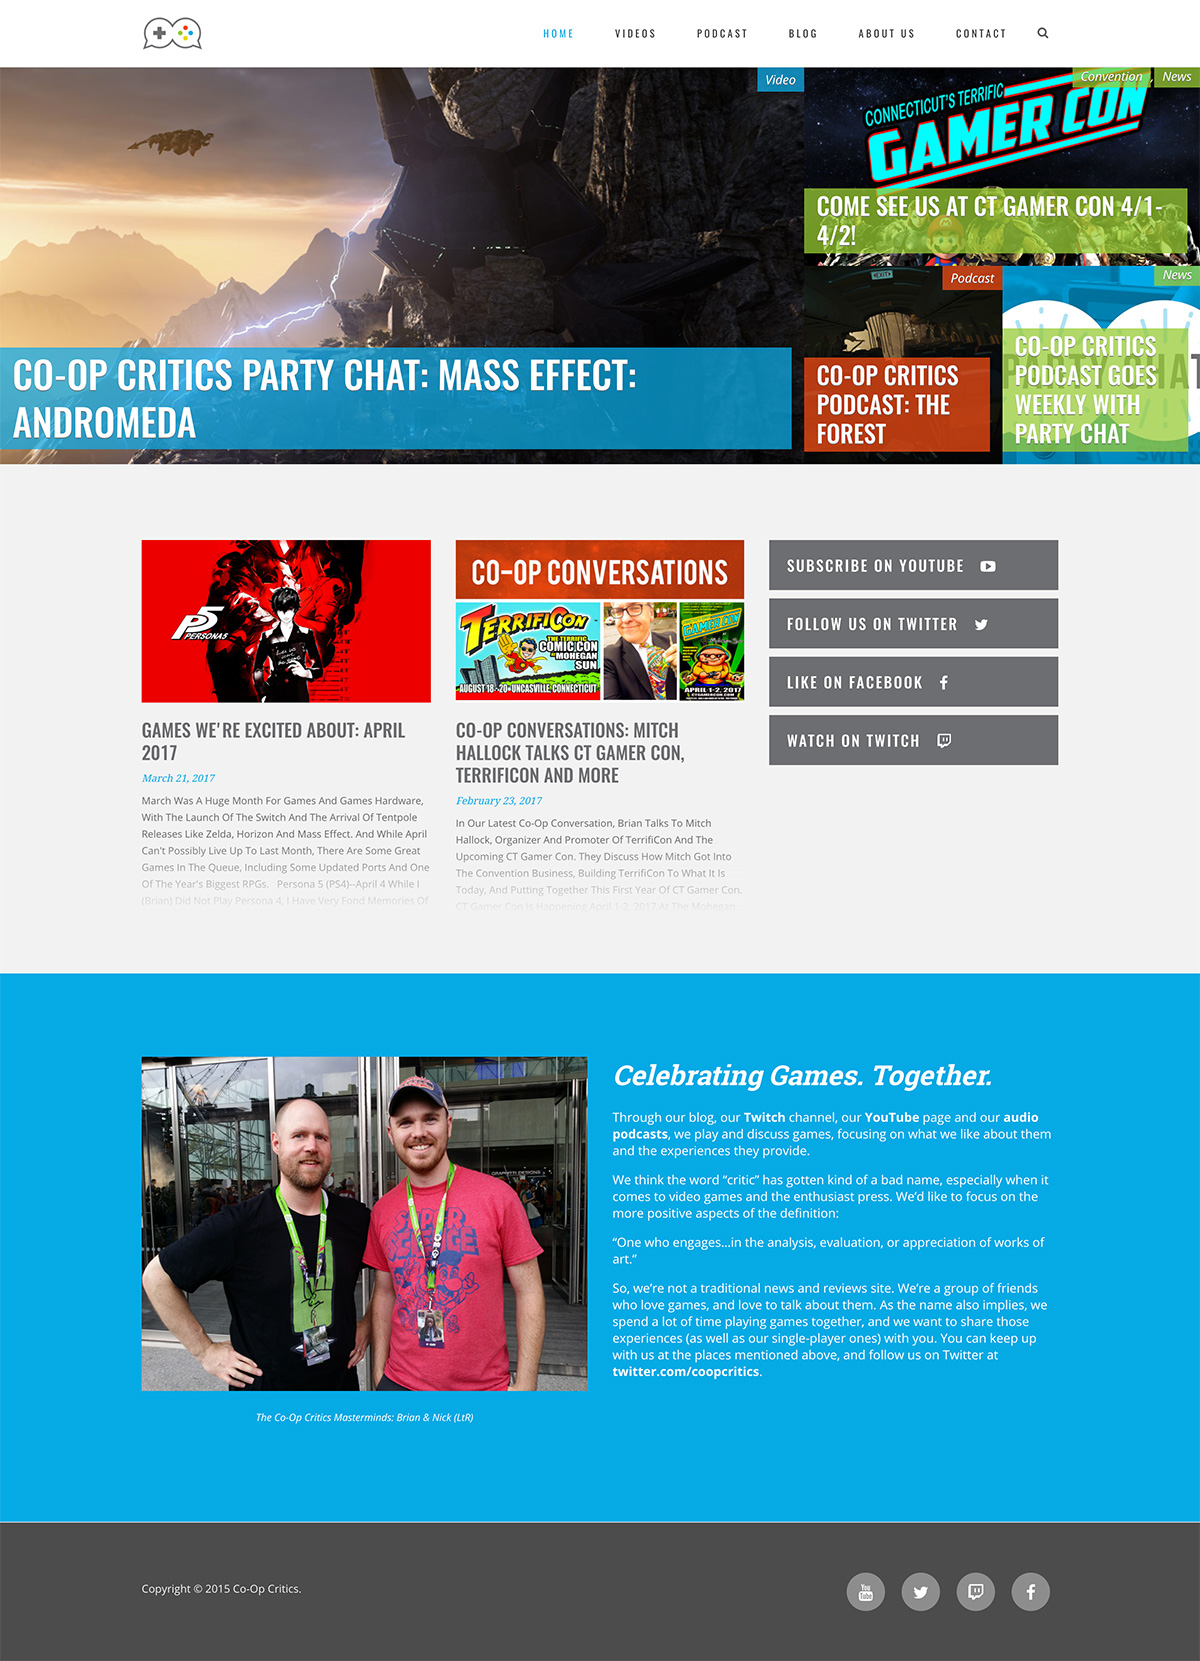 HOME VIDEOS PODCAST BLOG ABOUT US CONTACT
Video
CO-OP CRITICS PARTY CHAT: MASS EFFECT:
ANDROMEDA
Convention , News
CONNECTICUT'S TERRIFIC
GAMER CON
COME SEE US AT CT GAMER CON 4/1-
4/2!
EXIT
Podcast
CO-OP CRITICS
PODCAST: THE
FOREST
News
CO-OP CRITICS
PODCAST GOES
WEEKLY WITH
PARTY CHAT
SWITC
P5
PERSONA5
GAMES WE'RE EXCITED ABOUT: APRIL
2017
March 21, 2017
March Was A Huge Month For Games And Games Hardware,
With The Launch Of The Switch And The Arrival Of Tentpole
Releases Like Zelda, Horizon And Mass Effect. And While April
Can't Possibly Live Up To Last Month, There Are Some Great
Games In The Queue, Including Some Updated Ports And One
Of The Year's Biggest RPGs. Persona 5 (PS4)--April 4 While I
(Brian) Did Not Play Persona 4, I Have Very Fond Memories Of
CO-OP CONVERSATIONS
TERRIFICON
THE TERRIFIC
COMIC CON
MOHEGAN
SUN
AUGUST 18-20•UNCASVILLE, CONNECTICUT
GAMER CON
APRIL 1-2, 2017
CO-OP CONVERSATIONS: MITCH
HALLOCK TALKS CT GAMER CON,
TERRIFICON AND MORE
February 23, 2017
In Our Latest Co-Op Conversation, Brian Talks To Mitch
Hallock, Organizer And Promoter Of TerrifiCon And The
Upcoming CT Gamer Con. They Discuss How Mitch Got Into
The Convention Business, Building TerrifiCon To What It Is
Today, And Putting Together This First Year Of CT Gamer Con.
CT Gamer Con Is Happening April 1-2, 2017 At The Mohegan
SUBSCRIBE ON YOUTUBE
FOLLOW US ON TWITTER
LIKE ON FACEBOOK
WATCH ON TWITCH
GRAPHITI DESIGNS
SUPER
The Co-Op Critics Masterminds: Brian & Nick (LtR)
Celebrating Games. Together.
Through our blog, our Twitch channel, our YouTube page and our audio
podcasts, we play and discuss games, focusing on what we like about them
and the experiences they provide.
We think the word “critic” has gotten kind of a bad name, especially when it
comes to video games and the enthusiast press. We’d like to focus on the
more positive aspects of the definition:
“One who engages...in the analysis, evaluation, or appreciation of works of
art.”
So, we’re not a traditional news and reviews site. We’re a group of friends
who love games, and love to talk about them. As the name also implies, we
spend a lot of time playing games together, and we want to share those
experiences (as well as our single-player ones) with you. You can keep up
with us at the places mentioned above, and follow us on Twitter at
twitter.com/coopcritics.
Copyright © 2015 Co-Op Critics.
You
Tube